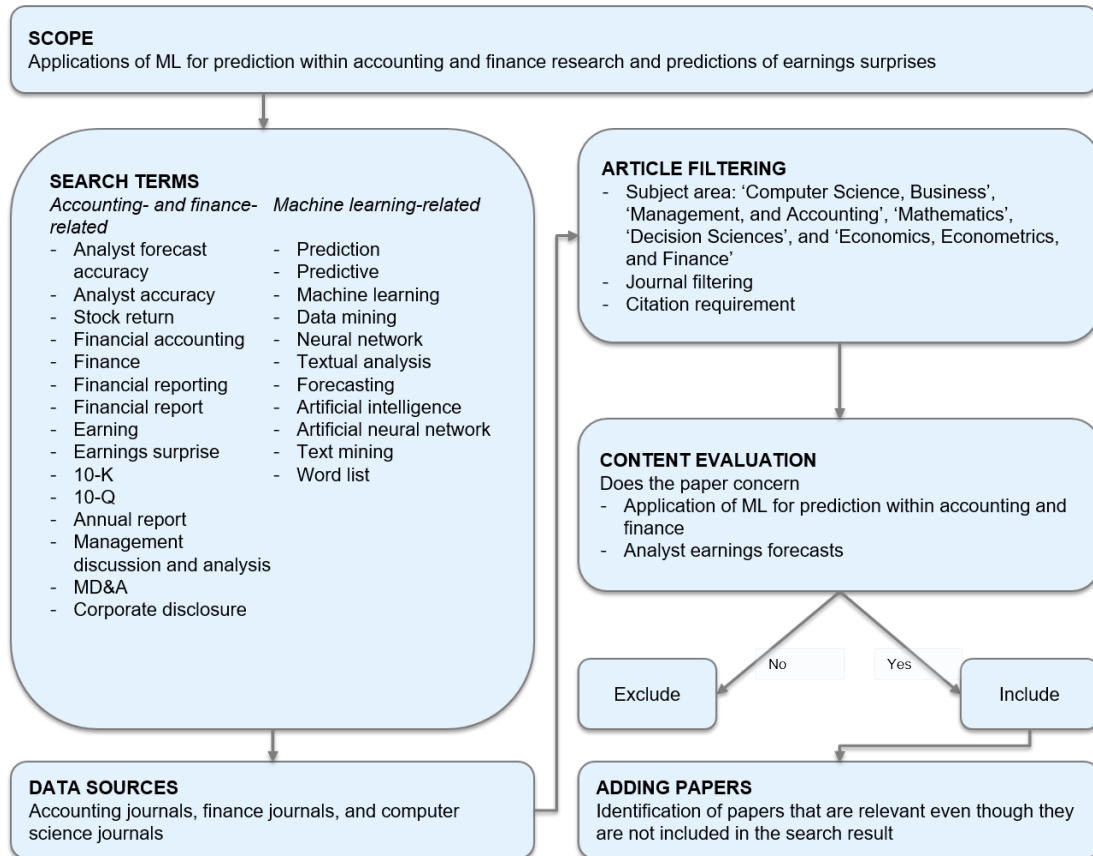 SCOPE
Applications of ML for prediction within accounting and finance research and predictions of earnings surprises
SEARCH TERMS
Accounting- and finance-
related
- Analyst forecast
accuracy
- Analyst accuracy
- Stock return
- Financial accounting
- Finance
- Financial reporting
- Financial report
- Earning
- Earnings surprise
- 10-K
- 10-Q
- Annual report
- Management
discussion and analysis
- MD&A
- Corporate disclosure
Machine learning-related
- Prediction
- Predictive
- Machine learning
- Data mining
- Neural network
- Textual analysis
- Forecasting
- Artificial intelligence
- Artificial neural network
- Text mining
- Word list
DATA SOURCES
Accounting journals, finance journals, and computer
science journals
ARTICLE FILTERING
- Subject area: ‘Computer Science, Business’,
‘Management, and Accounting’, ‘Mathematics’,
‘Decision Sciences’, and ‘Economics, Econometrics,
and Finance’
- Journal filtering
- Citation requirement
CONTENT EVALUATION
Does the paper concern
- Application of ML for prediction within accounting and
finance
- Analyst earnings forecasts
No
Yes
Exclude
Include
ADDING PAPERS
Identification of papers that are relevant even though they
are not included in the search result